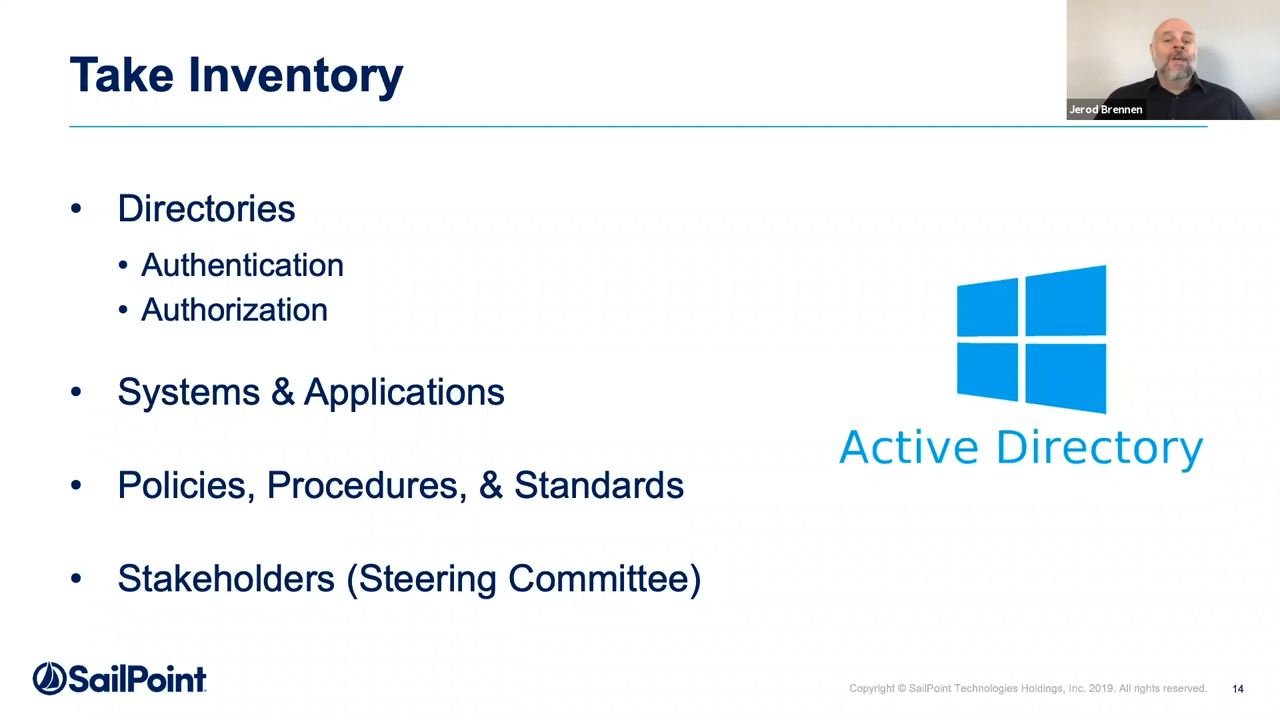 Take Inventory
Jerod Brennen
• Directories
• Authentication
• Authorization
• Systems & Applications
• Policies, Procedures, & Standards
• Stakeholders (Steering Committee)
Active Directory
SailPoint
Copyright © SailPoint Technologies Holdings, Inc. 2019. All rights reserved.
14